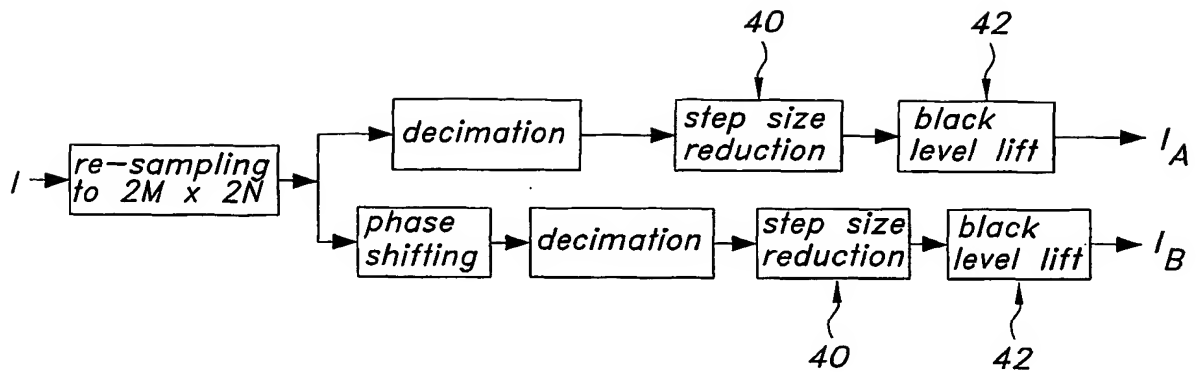 40
42
decimation
step size
reduction
black
level lift
I_A
I
re-sampling
to 2M x 2N
phase
shifting
decimation
step size
reduction
black
level lift
I_B
40
42